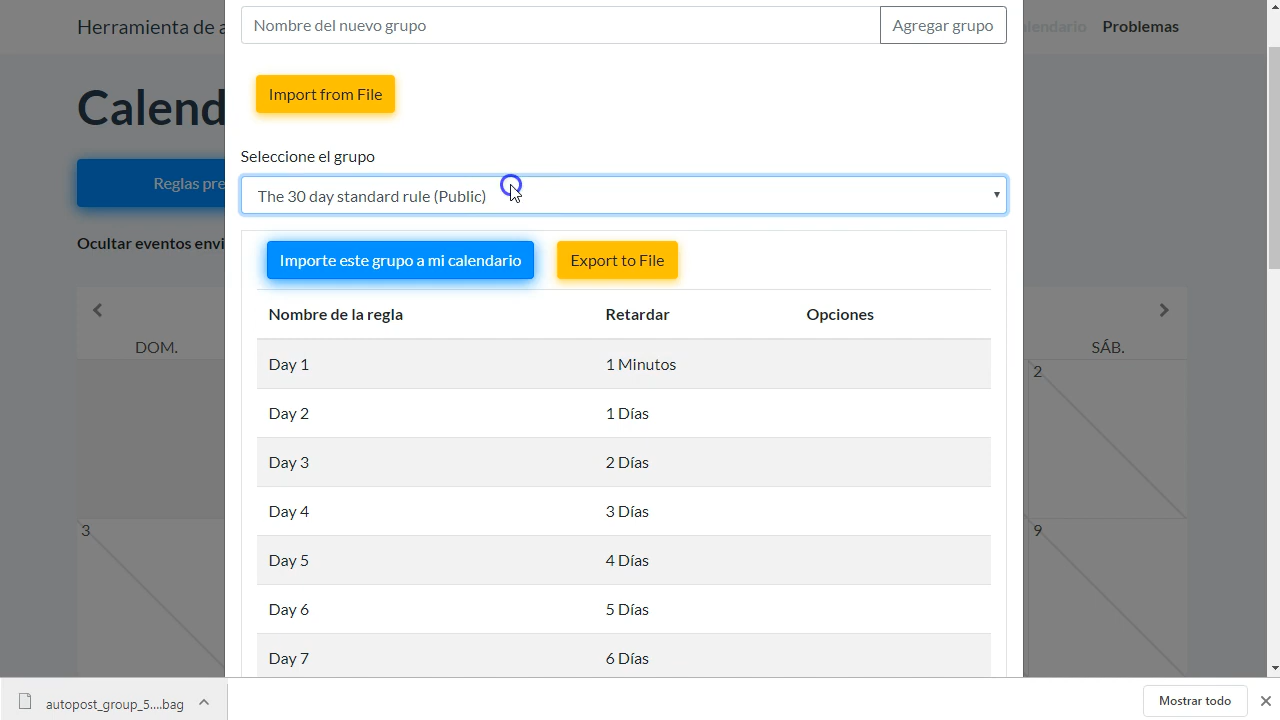 Herramienta de a
Nombre del nuevo grupo
Agregar grupo
lendario
Problemas
Calend
Import from File
Reglas pre
Seleccione el grupo
The 30 day standard rule (Public)
Ocultar eventos envi
Importe este grupo a mi calendario
Export to File
Nombre de la regla
Retardar
Opciones
DOM.
SÁB.
Day 1
1 Minutos
2
Day 2
1 Días
Day 3
2 Días
Day 4
3 Días
3
9
Day 5
4 Días
Day 6
5 Días
Day 7
6 Días
autopost_group_5....bag
Mostrar todo